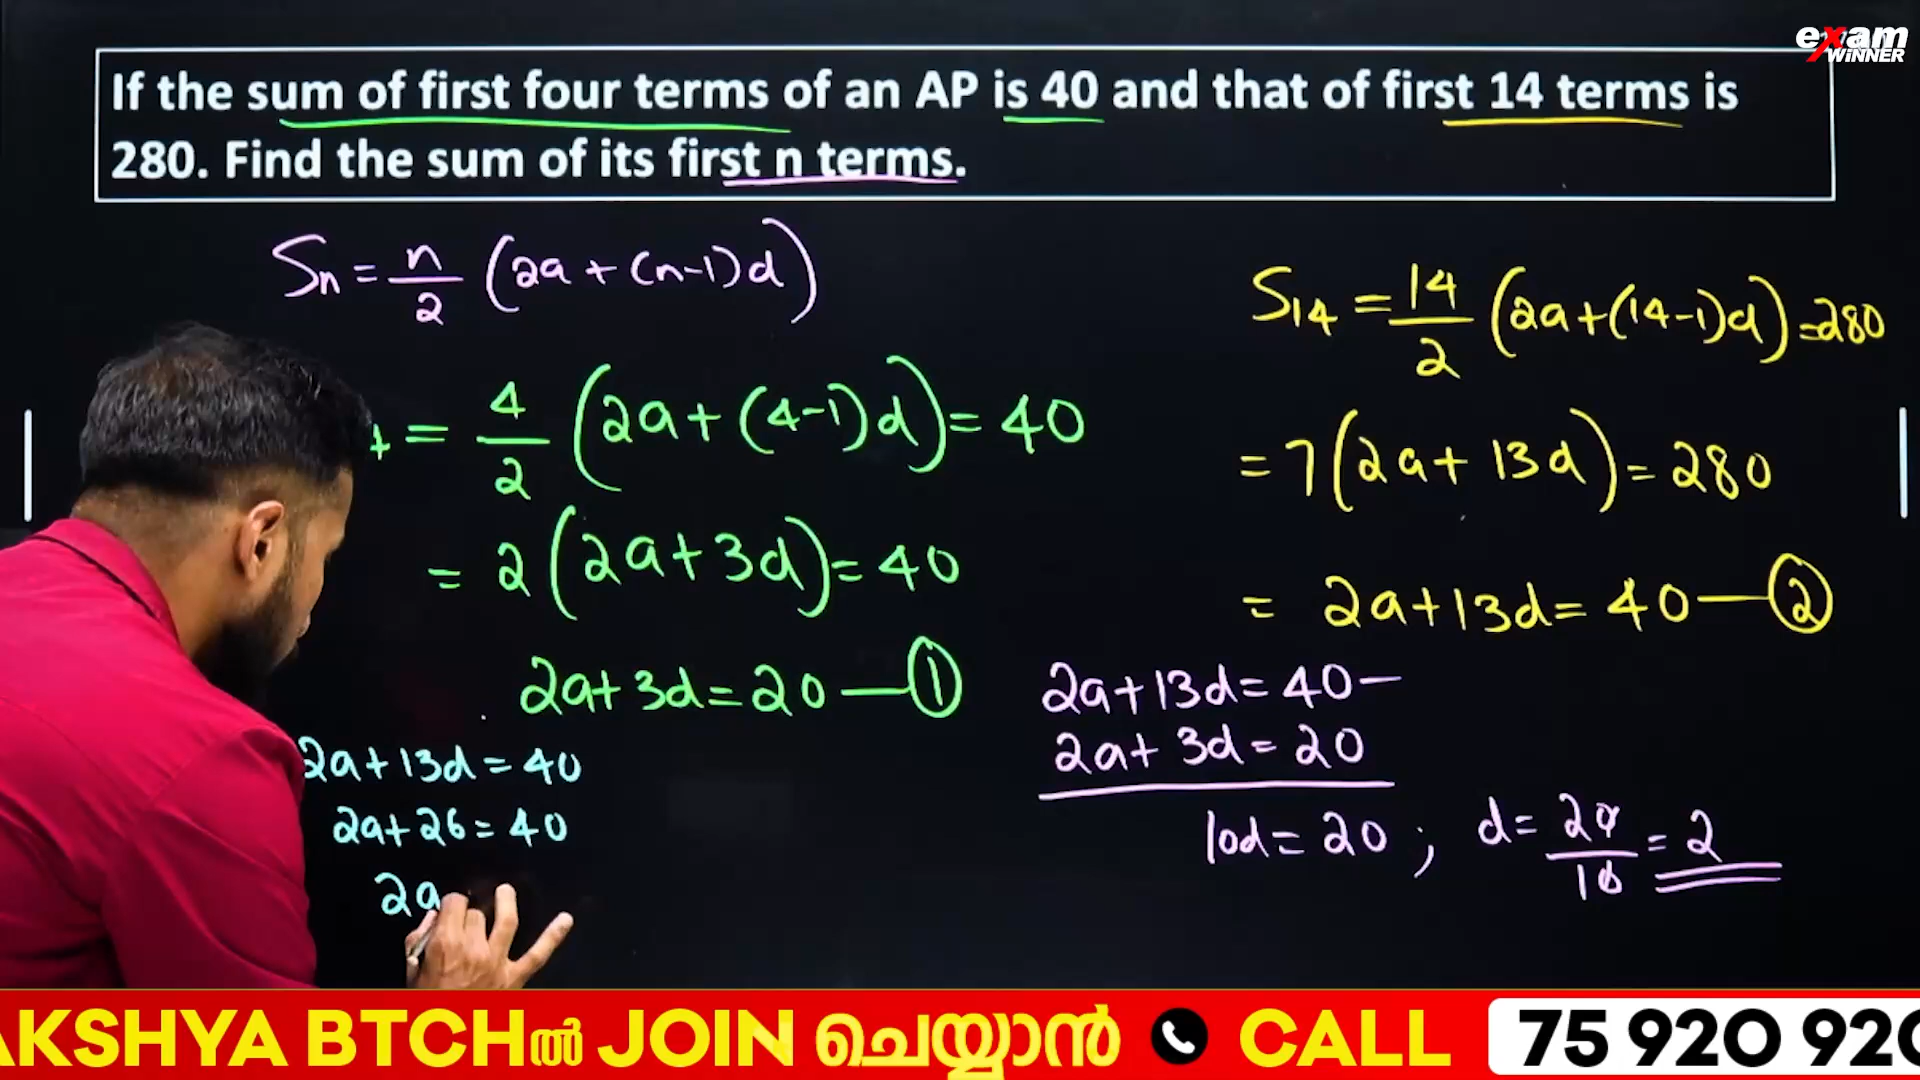 exam
WINNER
If the sum of first four terms of an AP is 40 and that of first 14 terms is
280. Find the sum of its first n terms.
Sn = n/2 (2a + (n-1)d)
= 4/2 (2a + (4-1)d) = 40
= 2 (2a + 3d) = 40
2a + 3d = 20 — ①
2a + 13d = 40
2a + 26 = 40
2a
S14 = 14/2 (2a + (14-1)d) = 280
= 7 (2a + 13d) = 280
= 2a + 13d = 40 — ②
2a + 13d = 40 -
2a + 3d = 20
10d = 20 ; d = 20/10 = 2
AKSHYA BTCHൽ JOIN ചെയ്യാൻ CALL 75 920 920